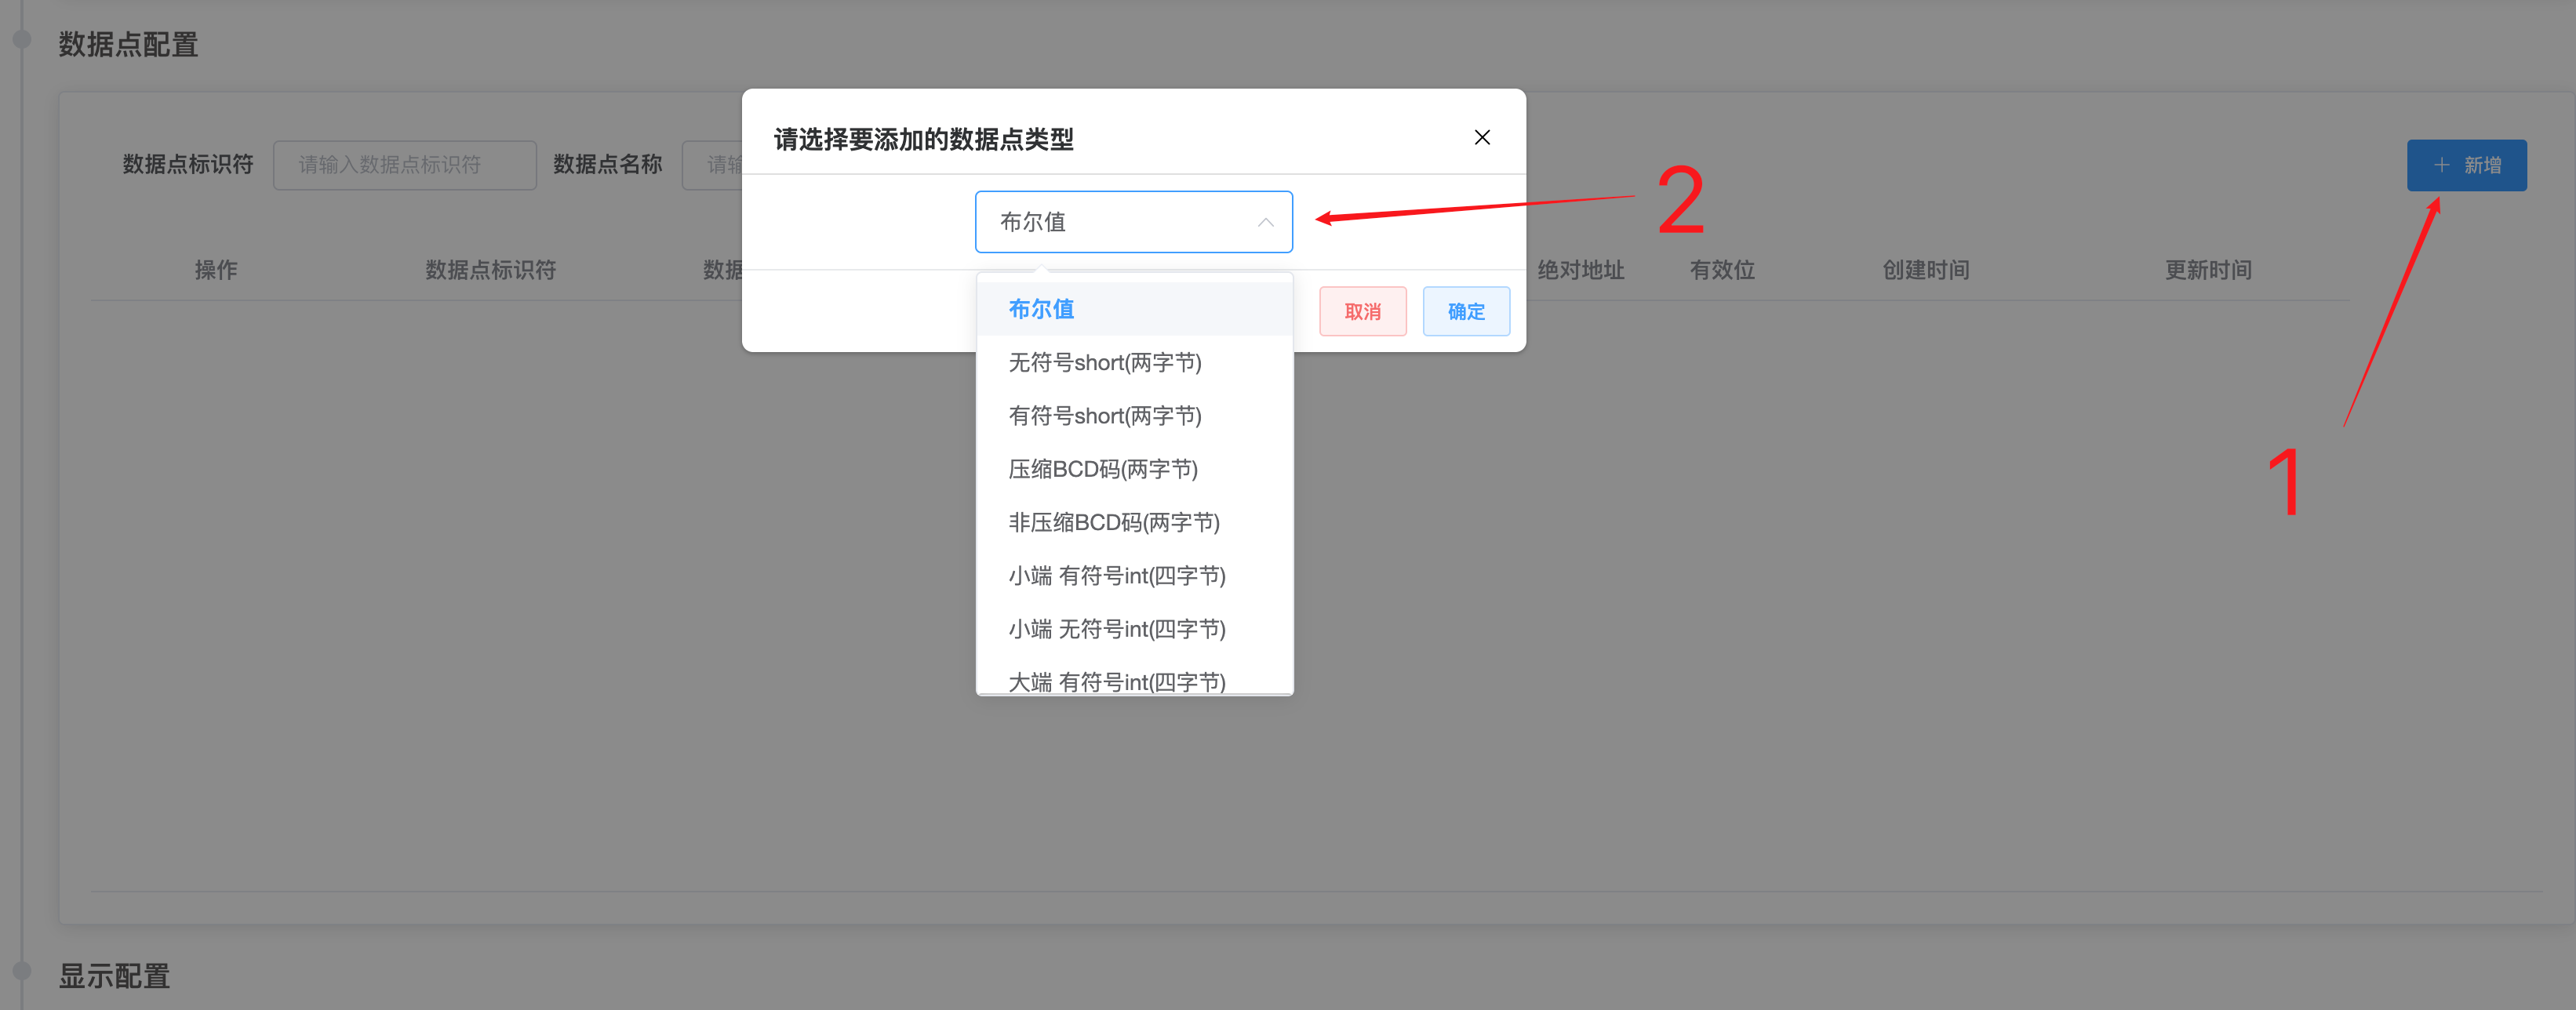 数据点配置
请选择要添加的数据点类型
数据点标识符 请输入数据点标识符 数据点名称 请输
+ 新增
布尔值
2
操作 数据点标识符 数据 绝对地址 有效位 创建时间 更新时间
取消 确定
布尔值
无符号short(两字节)
有符号short(两字节)
压缩BCD码(两字节)
非压缩BCD码(两字节)
小端 有符号int(四字节)
小端 无符号int(四字节)
大端 有符号int(四字节)
1
显示配置